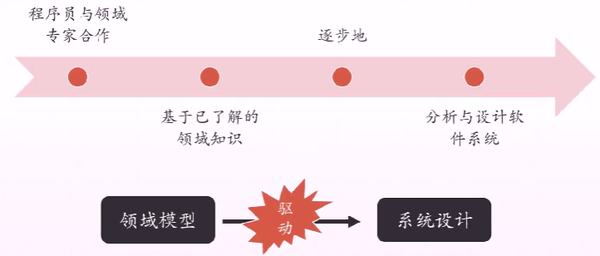 程序员与领域
专家合作
逐步地
基于已了解的
领域知识
分析与设计软
件系统
领域模型
驱
动
系统设计